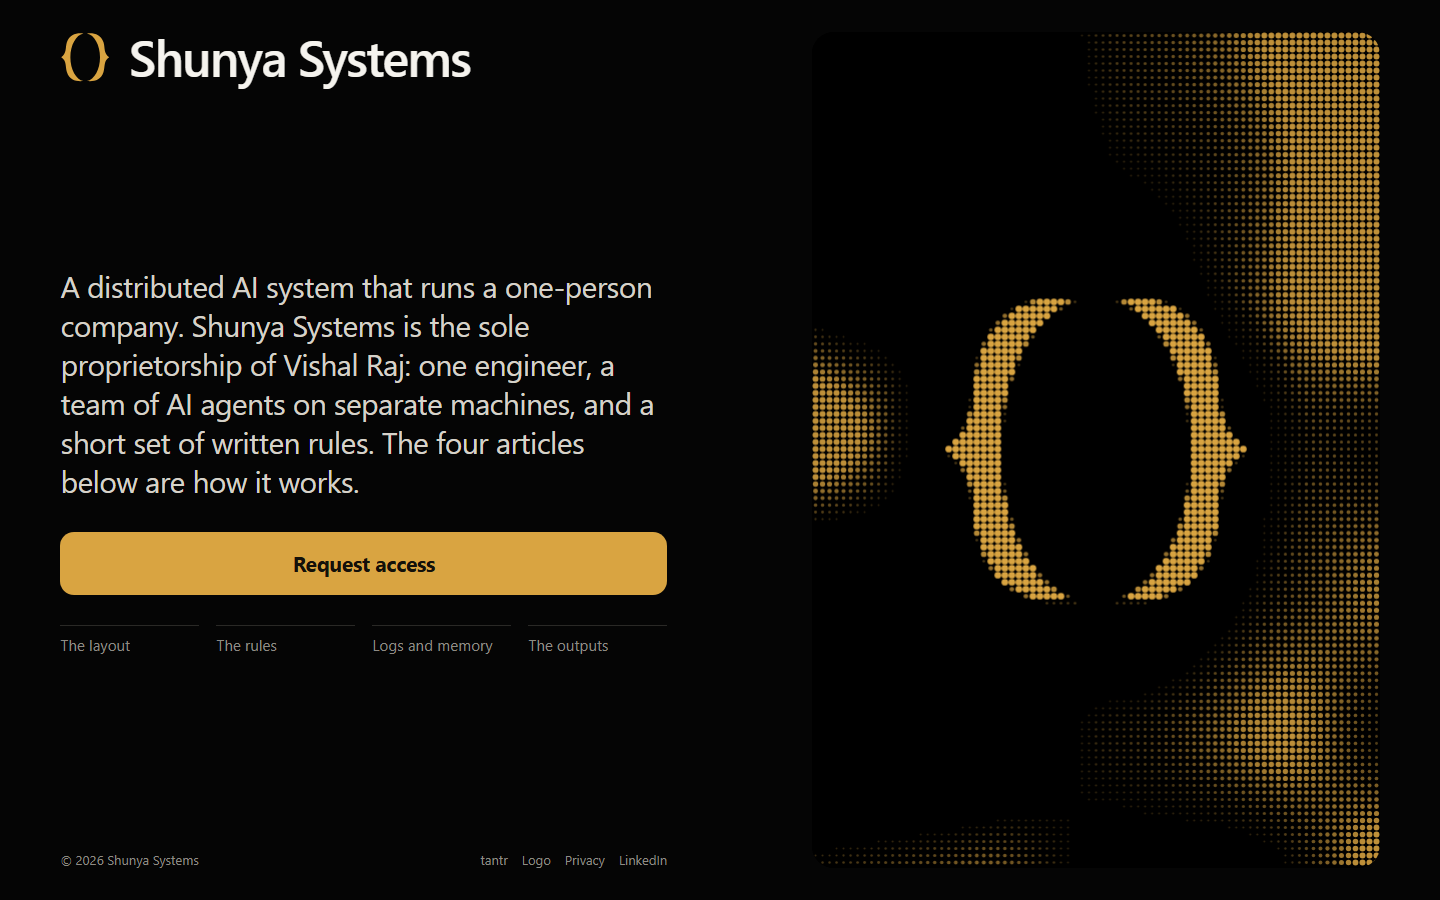 Shunya Systems
A distributed AI system that runs a one-person
company. Shunya Systems is the sole
proprietorship of Vishal Raj: one engineer, a
team of AI agents on separate machines, and a
short set of written rules. The four articles
below are how it works.
Request access
The layout
The rules
Logs and memory
The outputs
© 2026 Shunya Systems
tantr
Logo
Privacy
LinkedIn